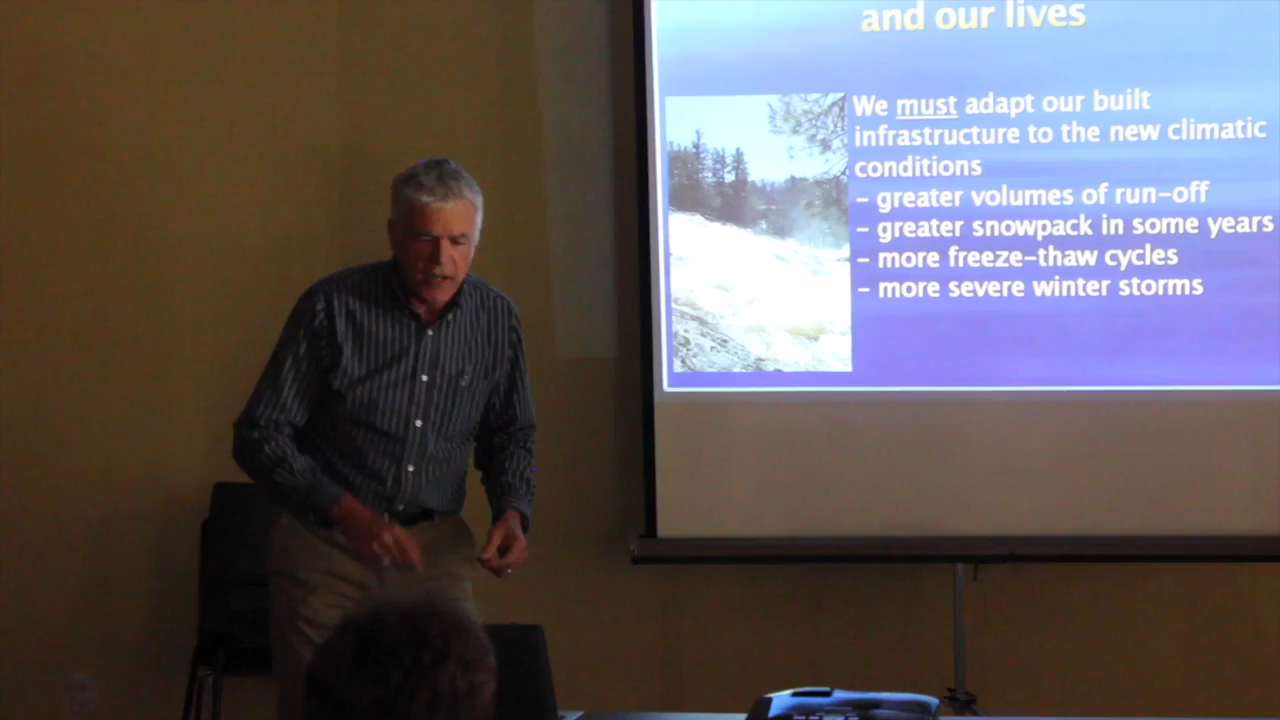 and our lives
We must adapt our built
infrastructure to the new climatic
conditions
– greater volumes of run-off
– greater snowpack in some years
– more freeze-thaw cycles
– more severe winter storms